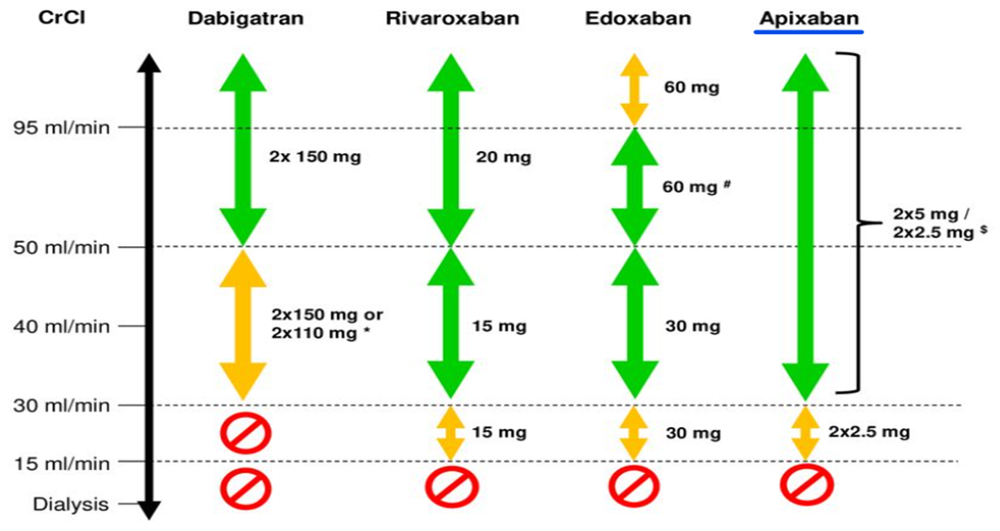 CrCl Dabigatran Rivaroxaban Edoxaban Apixaban
60 mg
95 ml/min
2x 150 mg
20 mg
60 mg #
2x5 mg /
2x2.5 mg $
50 ml/min
2x150 mg or
2x110 mg *
40 ml/min
15 mg
30 mg
30 ml/min
15 mg
30 mg
2x2.5 mg
15 ml/min
Dialysis